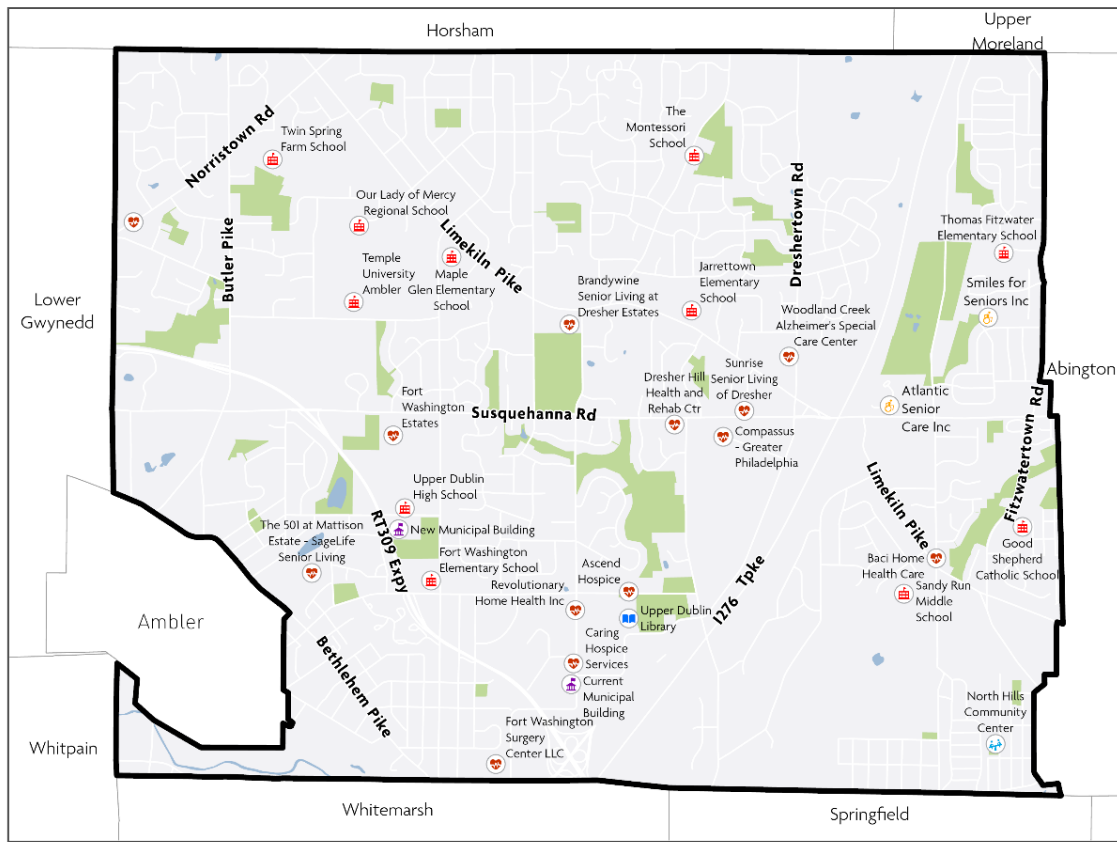 Horsham
Upper
Moreland
Norristown Rd
Twin Spring
Farm School
The
Montessori
School
Our Lady of Mercy
Regional School
Limekiln Pike
Dreshertown Rd
Thomas Fitzwater
Elementary School
Butler Pike
Temple
University
Ambler
Maple
Glen Elementary
School
Brandywine
Senior Living at
Dresher Estates
Jarrettown
Elementary
School
Smiles for
Seniors Inc
Lower
Gwynedd
Woodland Creek
Alzheimer's Special
Care Center
Abington
Fort
Washington
Estates
Susquehanna Rd
Dresher Hill
Health and
Rehab Ctr
Sunrise
Senior Living
of Dresher
Atlantic
Senior
Care Inc
Compassus
- Greater
Philadelphia
Fitzwatertown Rd
Limekiln Pike
Upper Dublin
High School
New Municipal Building
The 501 at Mattison
Estate - SageLife
Senior Living
RT309 Expy
Fort Washington
Elementary School
Good
Shepherd
Catholic School
Baci Home
Health Care
Ascend
Hospice
Revolutionary
Home Health Inc
I276 Tpke
Sandy Run
Middle
School
Upper Dublin
Library
Ambler
Caring
Hospice
Services
Bethlehem Pike
Current
Municipal
Building
North Hills
Community
Center
Fort Washington
Surgery
Center LLC
Whitpain
Whitemarsh
Springfield